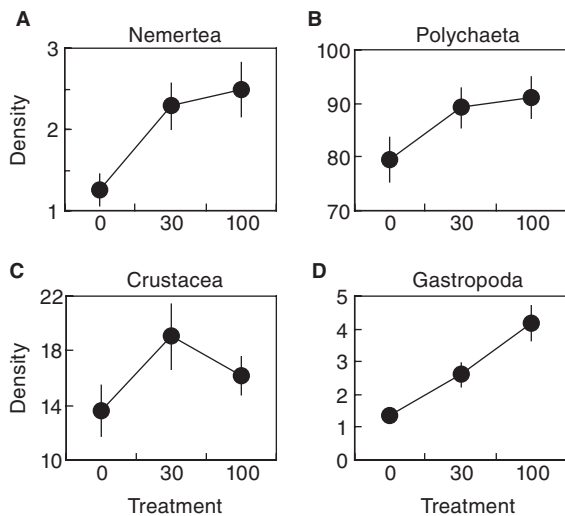 A
Nemertea
3
2
1
0 30 100
Density
B
Polychaeta
100
90
80
70
0 30 100
C
Crustacea
22
18
14
10
0 30 100
Density
Treatment
D
Gastropoda
5
4
3
2
1
0
0 30 100
Treatment